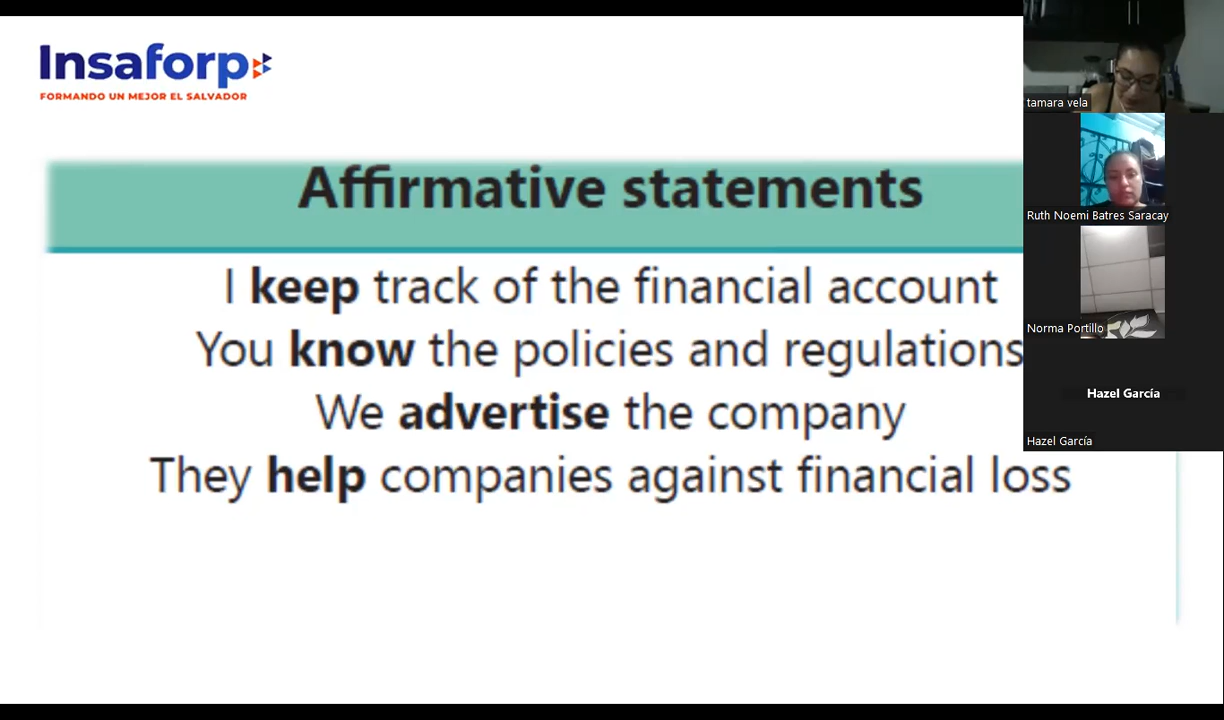 Insaforp
FORMANDO UN MEJOR EL SALVADOR
Affirmative statements
I keep track of the financial account
You know the policies and regulations
We advertise the company
They help companies against financial loss
tamara vela
Ruth Noemi Batres Saracay
Norma Portillo
Hazel García
Hazel García